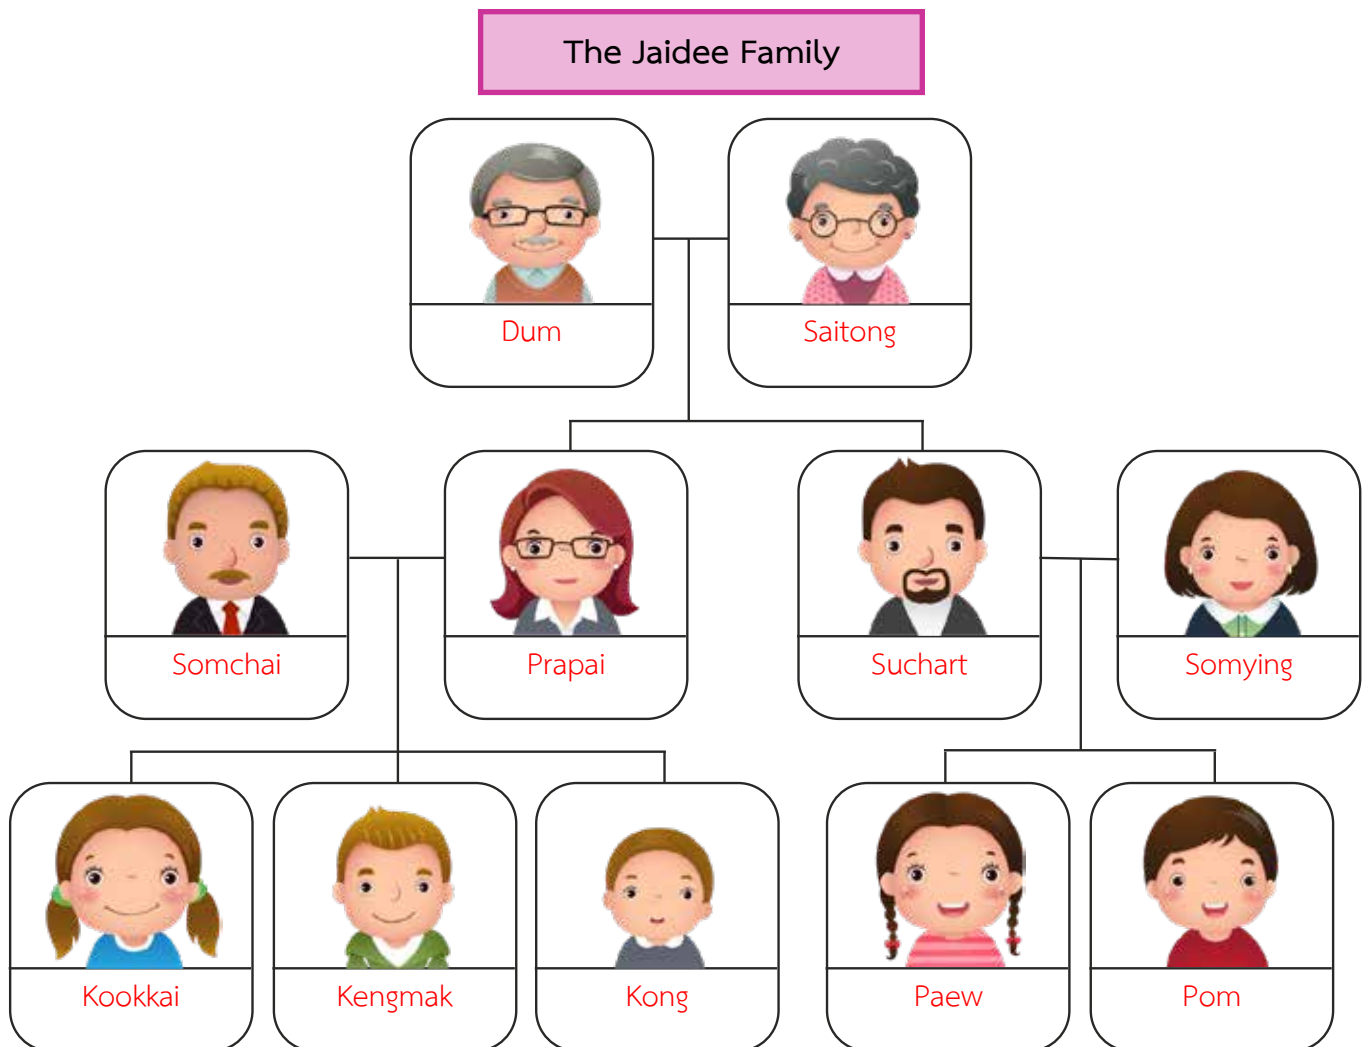 The Jaidee Family
Dum
Saitong
Somchai
Prapai
Suchart
Somying
Kookkai
Kengmak
Kong
Paew
Pom